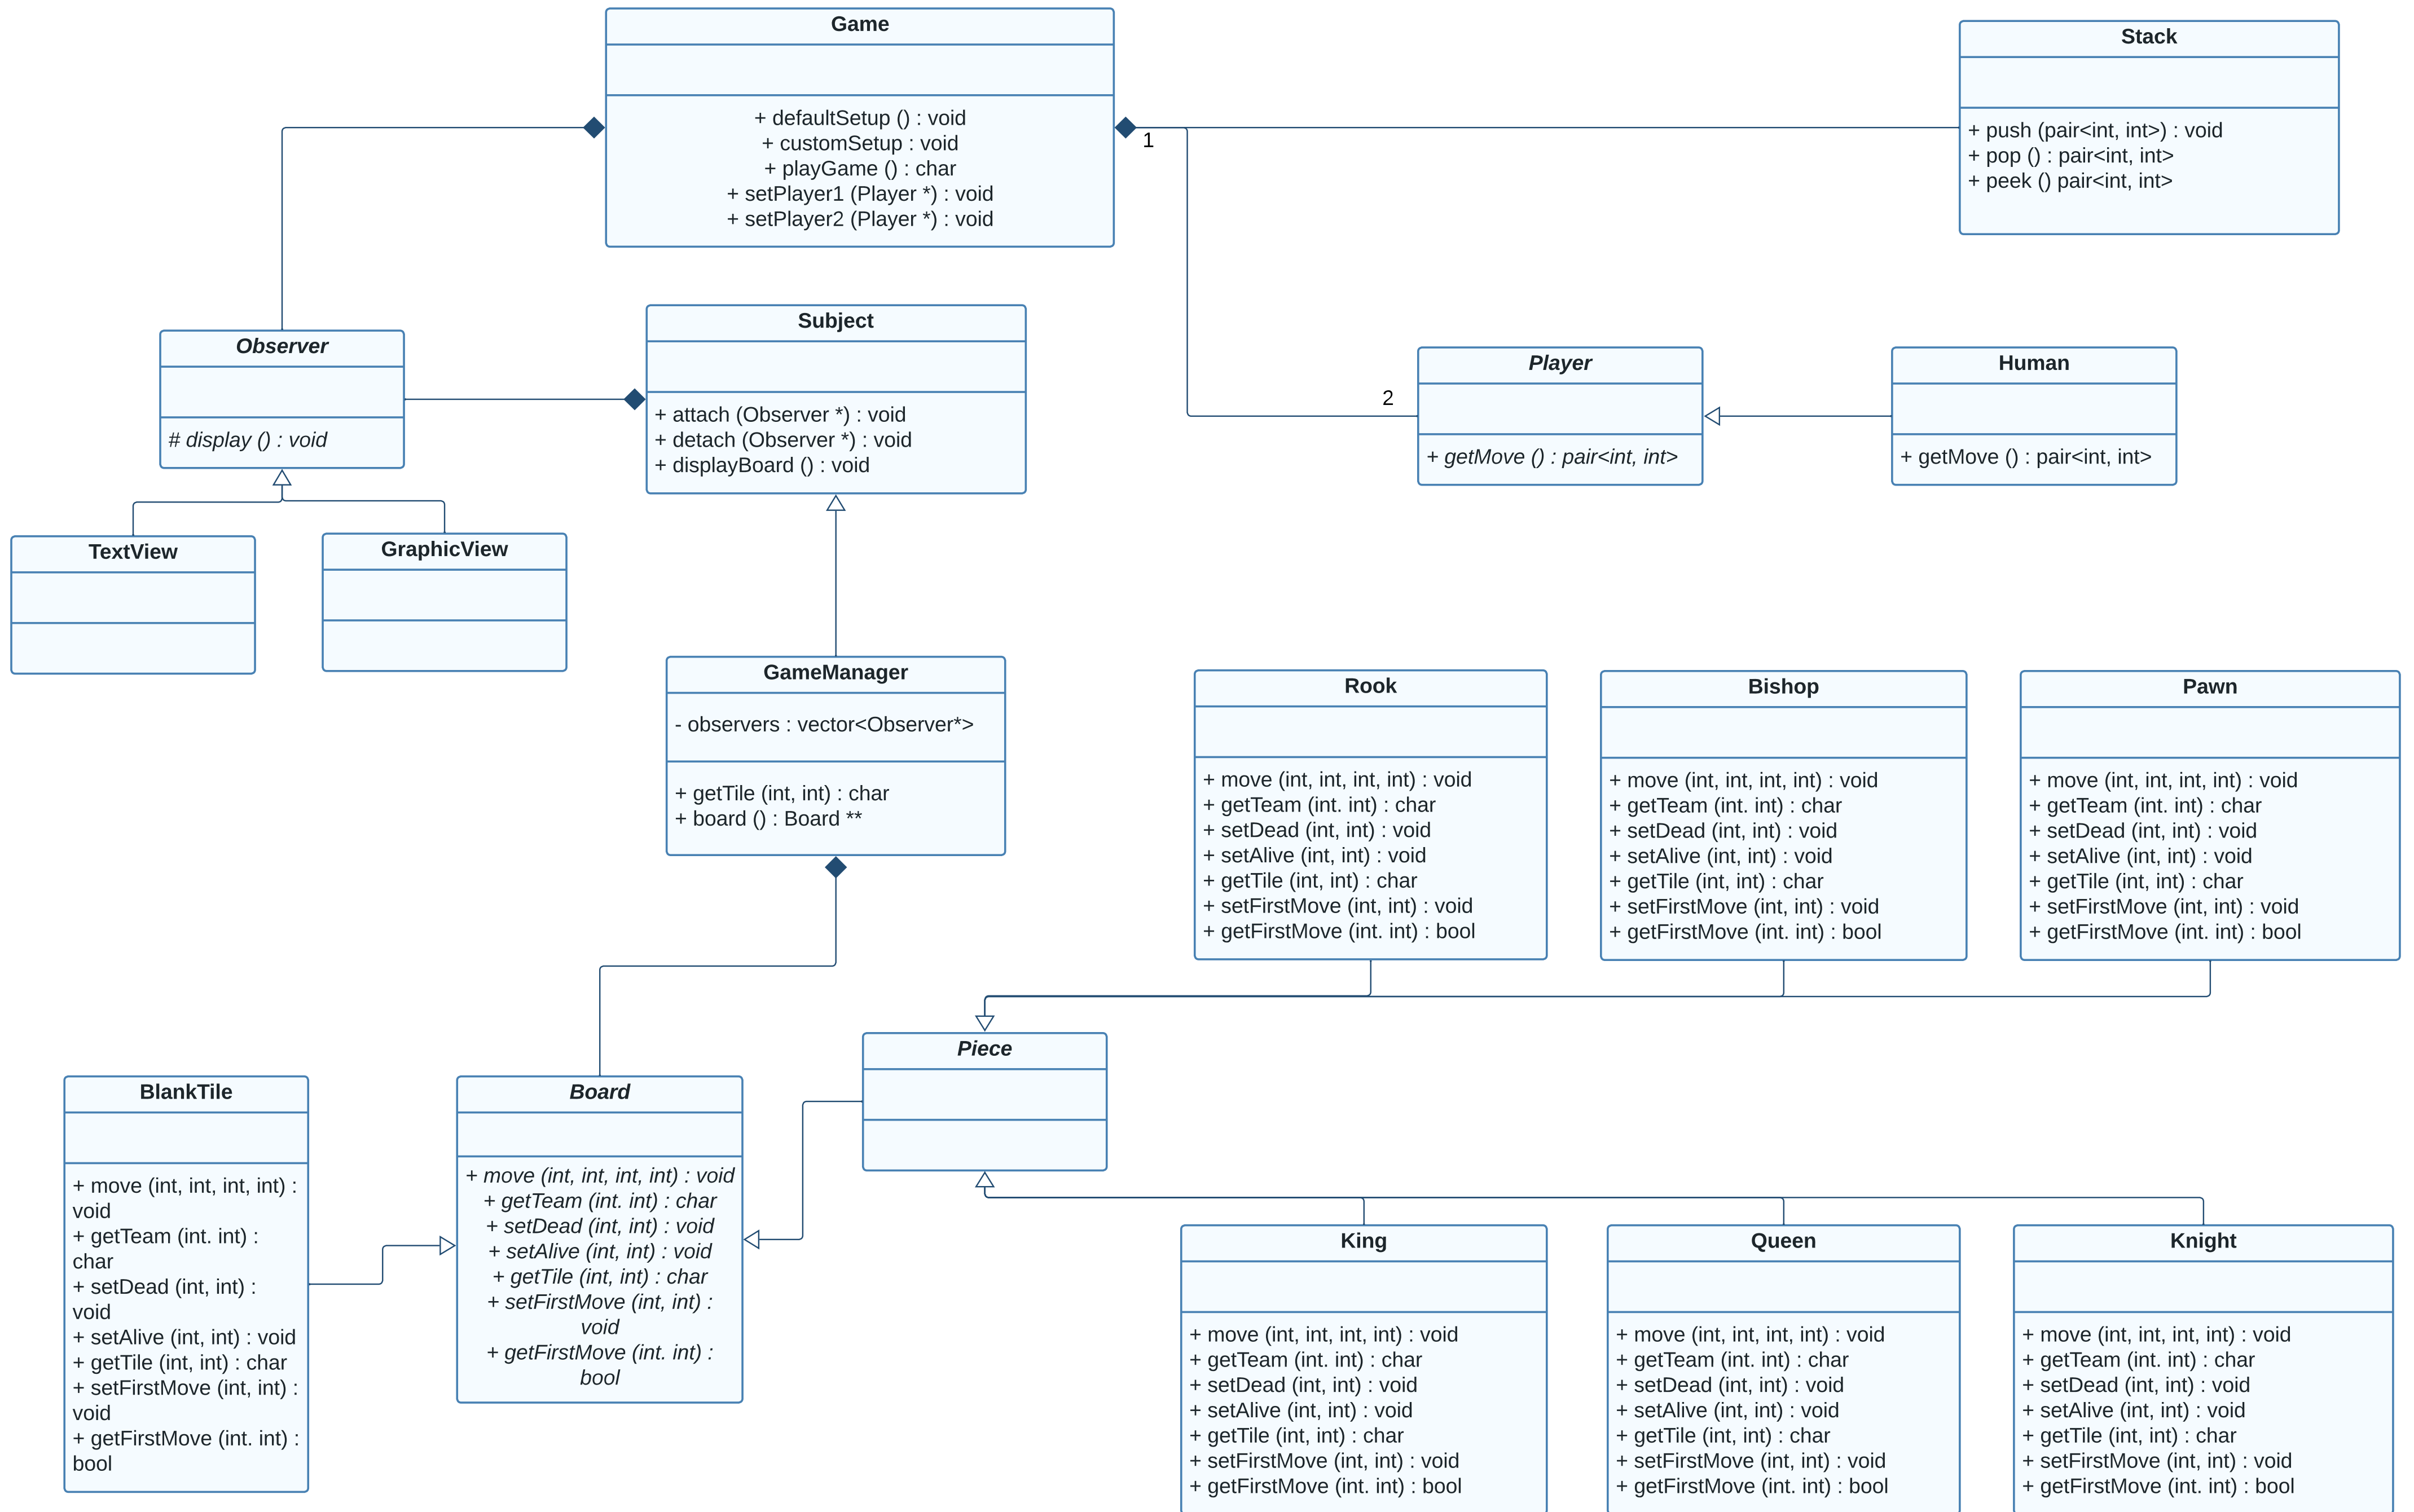 Game
+ defaultSetup () : void
+ customSetup : void
+ playGame () : char
+ setPlayer1 (Player *) : void
+ setPlayer2 (Player *) : void
1
Stack
+ push (pair<int, int>) : void
+ pop () : pair<int, int>
+ peek () pair<int, int>
Observer
# display () : void
Subject
+ attach (Observer *) : void
+ detach (Observer *) : void
+ displayBoard () : void
2
Player
+ getMove () : pair<int, int>
Human
+ getMove () : pair<int, int>
TextView
GraphicView
GameManager
- observers : vector<Observer*>
+ getTile (int, int) : char
+ board () : Board **
Rook
+ move (int, int, int, int) : void
+ getTeam (int. int) : char
+ setDead (int, int) : void
+ setAlive (int, int) : void
+ getTile (int, int) : char
+ setFirstMove (int, int) : void
+ getFirstMove (int. int) : bool
Bishop
+ move (int, int, int, int) : void
+ getTeam (int. int) : char
+ setDead (int, int) : void
+ setAlive (int, int) : void
+ getTile (int, int) : char
+ setFirstMove (int, int) : void
+ getFirstMove (int. int) : bool
Pawn
+ move (int, int, int, int) : void
+ getTeam (int. int) : char
+ setDead (int, int) : void
+ setAlive (int, int) : void
+ getTile (int, int) : char
+ setFirstMove (int, int) : void
+ getFirstMove (int. int) : bool
BlankTile
+ move (int, int, int, int) :
void
+ getTeam (int. int) :
char
+ setDead (int, int) :
void
+ setAlive (int, int) : void
+ getTile (int, int) : char
+ setFirstMove (int, int) :
void
+ getFirstMove (int. int) :
bool
Board
+ move (int, int, int, int) : void
+ getTeam (int. int) : char
+ setDead (int, int) : void
+ setAlive (int, int) : void
+ getTile (int, int) : char
+ setFirstMove (int, int) :
void
+ getFirstMove (int. int) :
bool
Piece
King
+ move (int, int, int, int) : void
+ getTeam (int. int) : char
+ setDead (int, int) : void
+ setAlive (int, int) : void
+ getTile (int, int) : char
+ setFirstMove (int, int) : void
+ getFirstMove (int. int) : bool
Queen
+ move (int, int, int, int) : void
+ getTeam (int. int) : char
+ setDead (int, int) : void
+ setAlive (int, int) : void
+ getTile (int, int) : char
+ setFirstMove (int, int) : void
+ getFirstMove (int. int) : bool
Knight
+ move (int, int, int, int) : void
+ getTeam (int. int) : char
+ setDead (int, int) : void
+ setAlive (int, int) : void
+ getTile (int, int) : char
+ setFirstMove (int, int) : void
+ getFirstMove (int. int) : bool